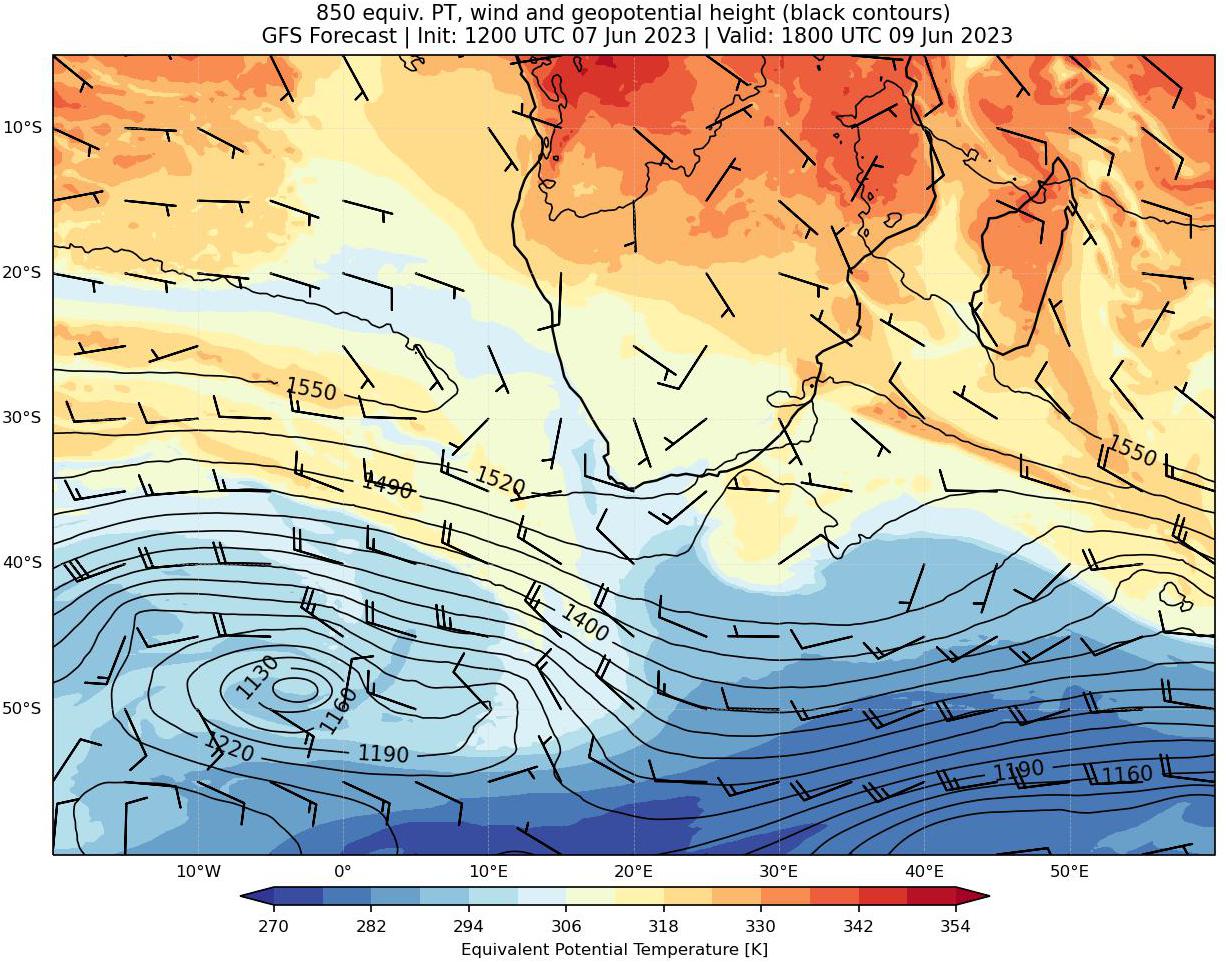 850 equiv. PT, wind and geopotential height (black contours)
GFS Forecast | Init: 1200 UTC 07 Jun 2023 | Valid: 1800 UTC 09 Jun 2023
10°S
20°S
1550
30°S
1550
1520
1490
40°S
1400
1130
1160
50°S
1220
1190
1190
1160
10°W
0°
10°E
20°E
30°E
40°E
50°E
270
282
294
306
318
330
342
354
Equivalent Potential Temperature [K]